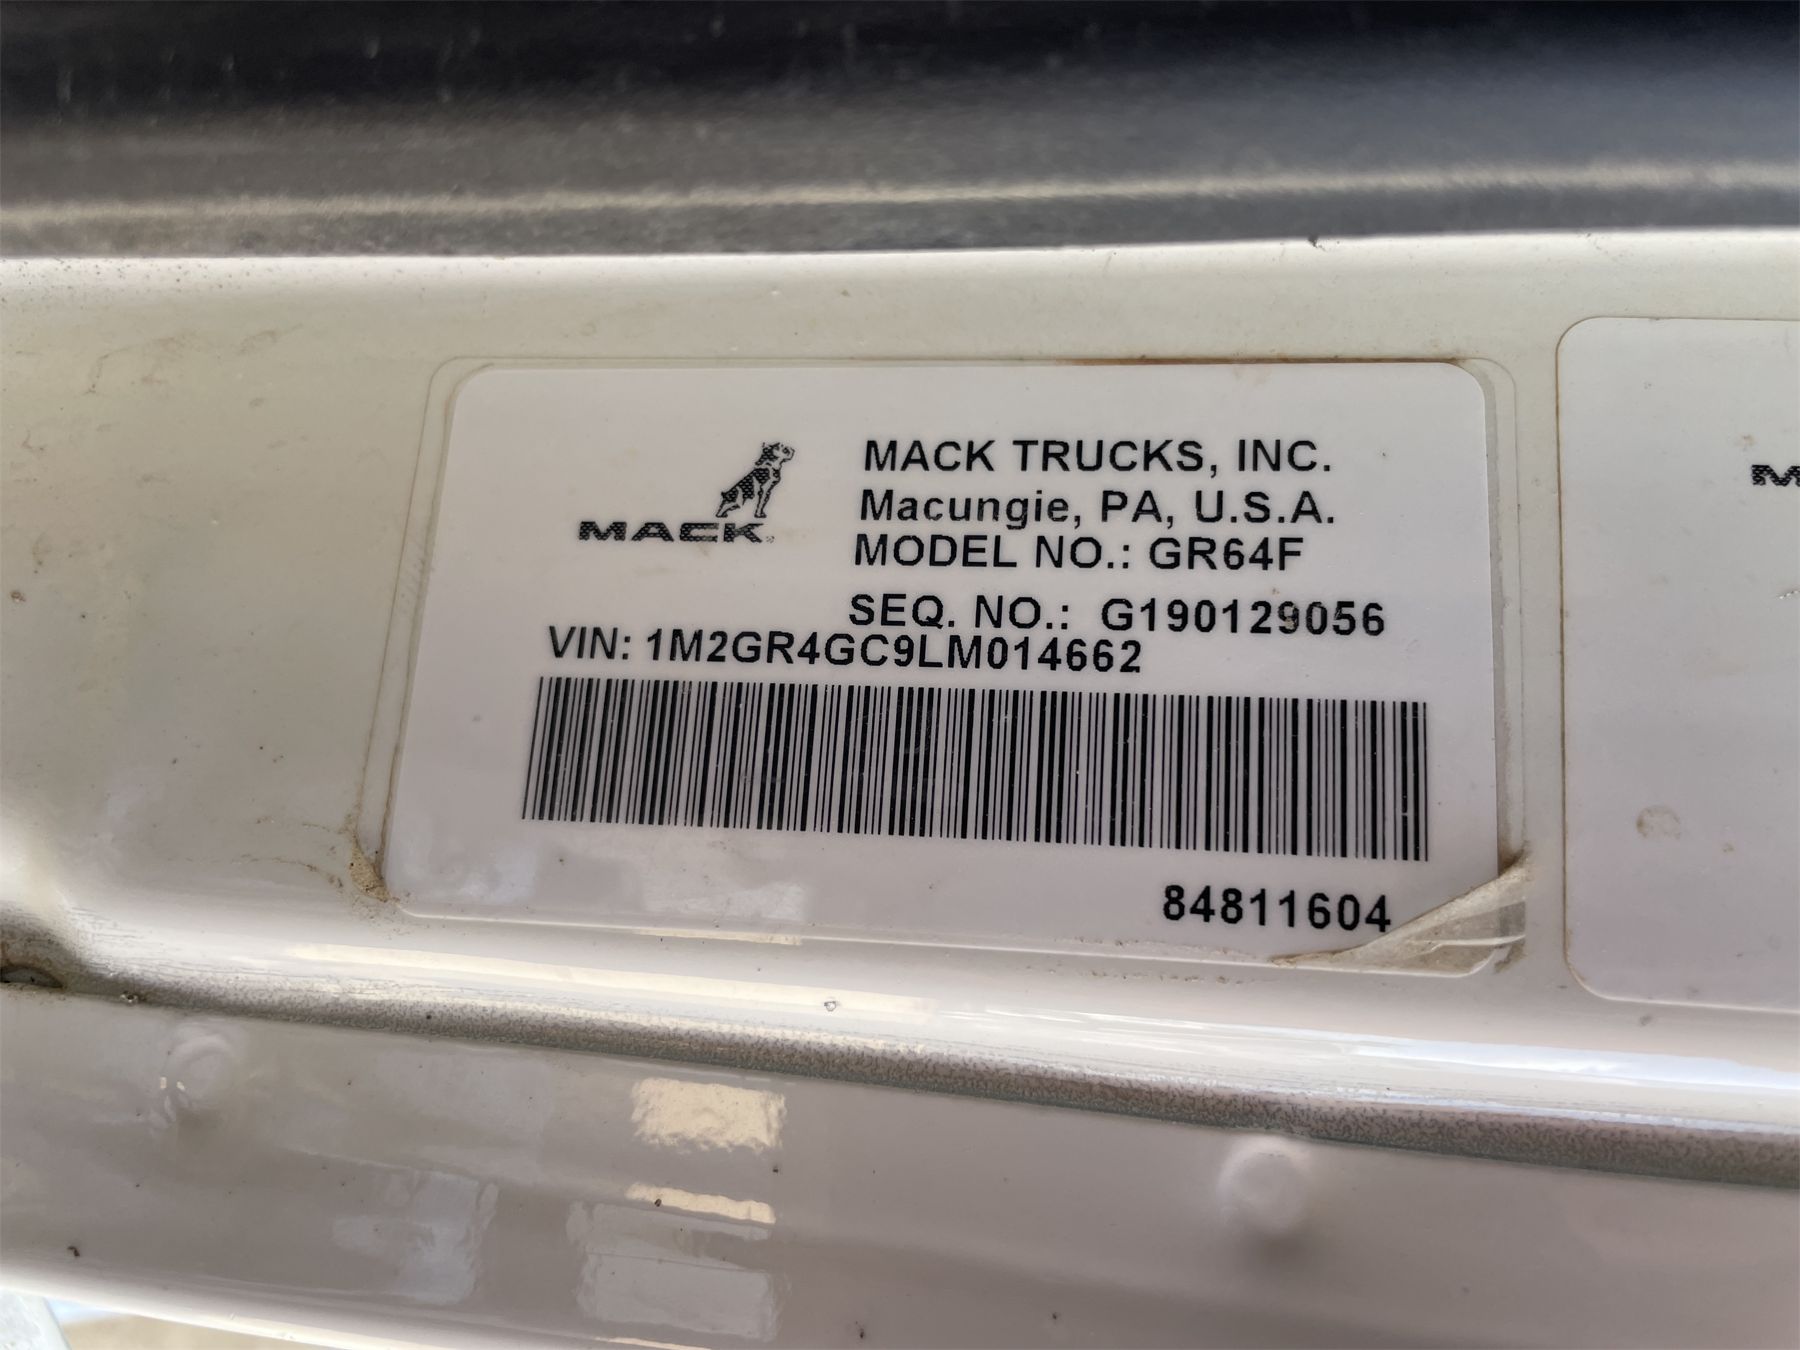 MACK
MACK TRUCKS, INC.
Macungie, PA, U.S.A.
MODEL NO.: GR64F
SEQ. NO.: G190129056
VIN: 1M2GR4GC9LM014662
84811604